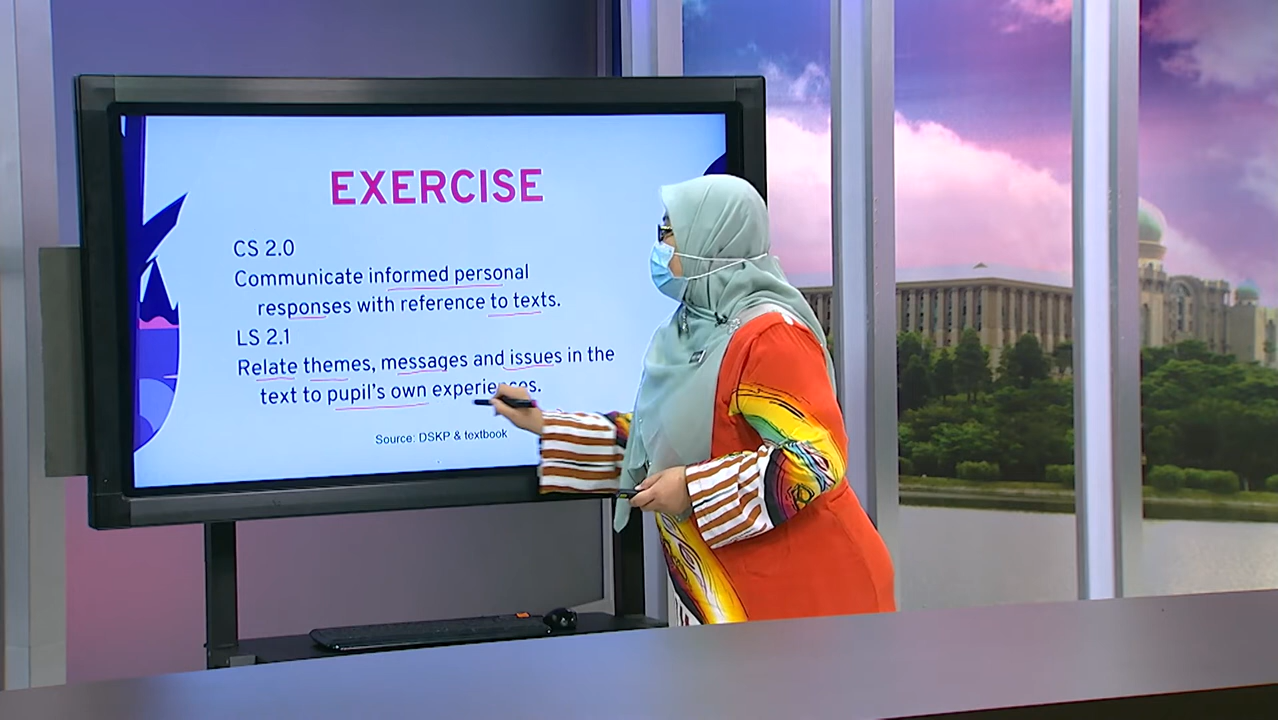 EXERCISE
CS 2.0
Communicate informed personal
responses with reference to texts.
LS 2.1
Relate themes, messages and issues in the
text to pupil's own experiences.
Source: DSKP & textbook